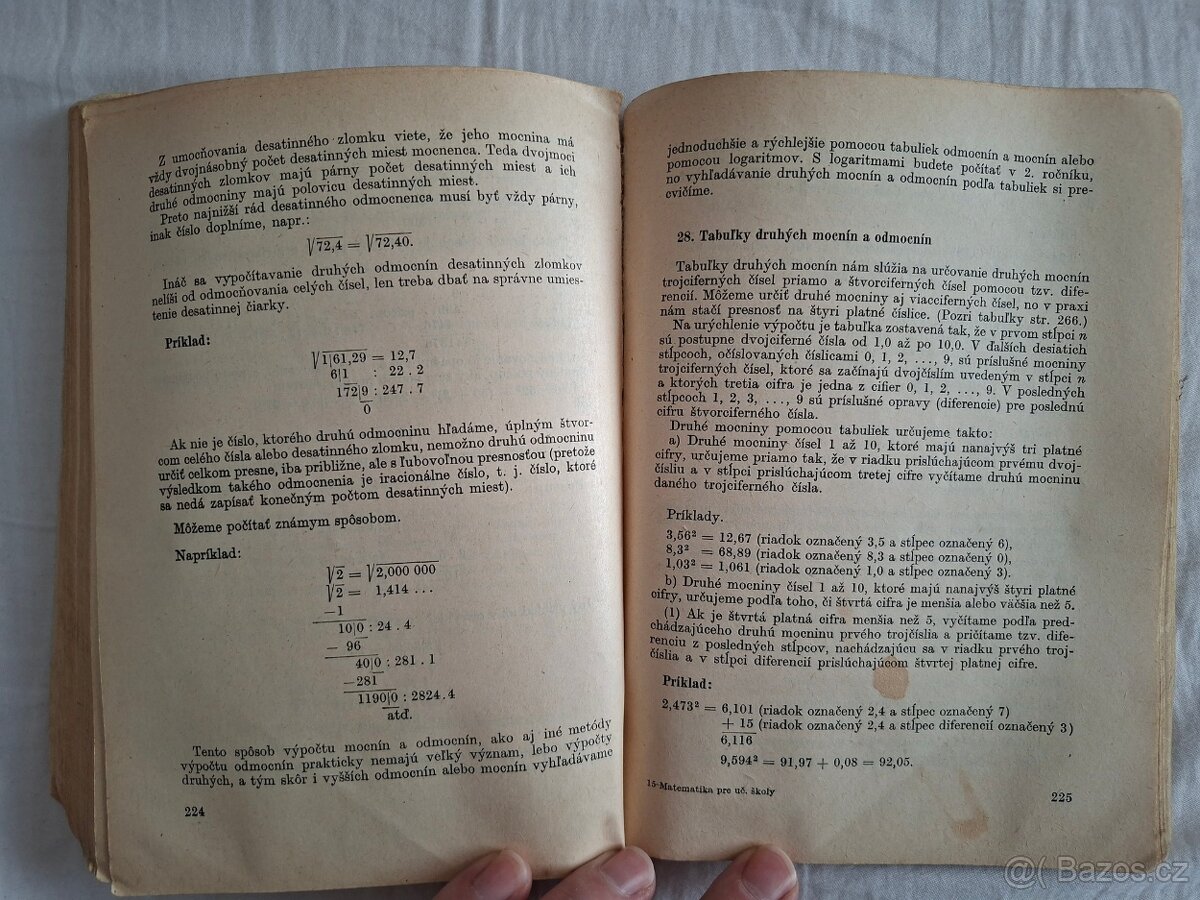 Z umocňovania desatinného zlomku viete, že jeho mocnina má
vždy dvojnásobný počet desatinných miest mocnenca. Teda dvojmoci
desatinných zlomkov majú párny počet desatinných miest a ich
druhé odmocniny majú polovicu desatinných miest.
Preto najnižší rád desatinného odmocnenca musí byť vždy párny,
inak číslo doplníme, napr.:
√72,4 = √72,40.
Ináč sa vypočítavanie druhých odmocnín desatinných zlomkov
nelíši od odmocňovania celých čísel, len treba dbať na správne umies-
tenie desatinnej čiarky.
Príklad:
√1|61,29 = 12,7
6|1 : 22 . 2
172|9 : 247 . 7
0
Ak nie je číslo, ktorého druhú odmocninu hľadáme, úplným štvor-
com celého čísla alebo desatinného zlomku, nemožno druhú odmocninu
určiť celkom presne, iba približne, ale s ľubovoľnou presnosťou (pretože
výsledkom takého odmocnenia je iracionálne číslo, t. j. číslo, ktoré
sa nedá zapísať konečným počtom desatinných miest).
Môžeme počítať známym spôsobom.
Napríklad:
√2 = √2,000 000
√2 = 1,414 ...
—1
10|0 : 24 . 4
— 96
40|0 : 281 . 1
—281
1190|0 : 2824 . 4
atď.
Tento spôsob výpočtu mocnín a odmocnín, ako aj iné metódy
výpočtu odmocnín prakticky nemajú veľký význam, lebo výpočty
druhých, a tým skôr i vyšších odmocnín alebo mocnín vyhľadávame
224
jednoduchšie a rýchlejšie pomocou tabuliek odmocnín a mocnín alebo
pomocou logaritmov. S logaritmami budete počítať v 2. ročníku,
no vyhľadávanie druhých mocnín a odmocnín podľa tabuliek si pre-
cvičíme.
28. Tabuľky druhých mocnín a odmocnín
Tabuľky druhých mocnín nám slúžia na určovanie druhých mocnín
trojciferných čísel priamo a štvorciferných čísel pomocou tzv. dife-
rencií. Môžeme určiť druhé mocniny aj viacciferných čísel, no v praxi
nám stačí presnosť na štyri platné číslice. (Pozri tabuľky str. 266.)
Na urýchlenie výpočtu je tabuľka zostavená tak, že v prvom stĺpci n
sú postupne dvojciferné čísla od 1,0 až po 10,0. V ďalších desiatich
stĺpcoch, očíslovaných číslicami 0, 1, 2, ..., 9, sú príslušné mocniny
trojciferných čísel, ktoré sa začínajú dvojčíslím uvedeným v stĺpci n
a ktorých tretia cifra je jedna z cifier 0, 1, 2, ..., 9. V posledných
stĺpcoch 1, 2, 3, ..., 9 sú príslušné opravy (diferencie) pre poslednú
cifru štvorciferného čísla.
Druhé mocniny pomocou tabuliek určujeme takto:
a) Druhé mocniny čísel 1 až 10, ktoré majú nanajvýš tri platné
cifry, určujeme priamo tak, že v riadku prislúchajúcom prvému dvoj-
čísliu a v stĺpci prislúchajúcom tretej cifre vyčítame druhú mocninu
daného trojciferného čísla.
Príklady.
3,56² = 12,67 (riadok označený 3,5 a stĺpec označený 6),
8,3² = 68,89 (riadok označený 8,3 a stĺpec označený 0),
1,03² = 1,061 (riadok označený 1,0 a stĺpec označený 3).
b) Druhé mocniny čísel 1 až 10, ktoré majú nanajvýš štyri platné
cifry, určujeme podľa toho, či štvrtá cifra je menšia alebo väčšia než 5.
(1) Ak je štvrtá platná cifra menšia než 5, vyčítame podľa pred-
chádzajúceho druhú mocninu prvého trojčíslia a pričítame tzv. dife-
renciu z posledných stĺpcov, nachádzajúcu sa v riadku prvého troj-
číslia a v stĺpci diferencií prislúchajúcom štvrtej platnej cifre.
Príklad:
2,473² = 6,101 (riadok označený 2,4 a stĺpec označený 7)
+ 15 (riadok označený 2,4 a stĺpec diferencií označený 3)
6,116
9,594² = 91,97 + 0,08 = 92,05.
15-Matematika pre uč. školy
225
@( Bazos.cz